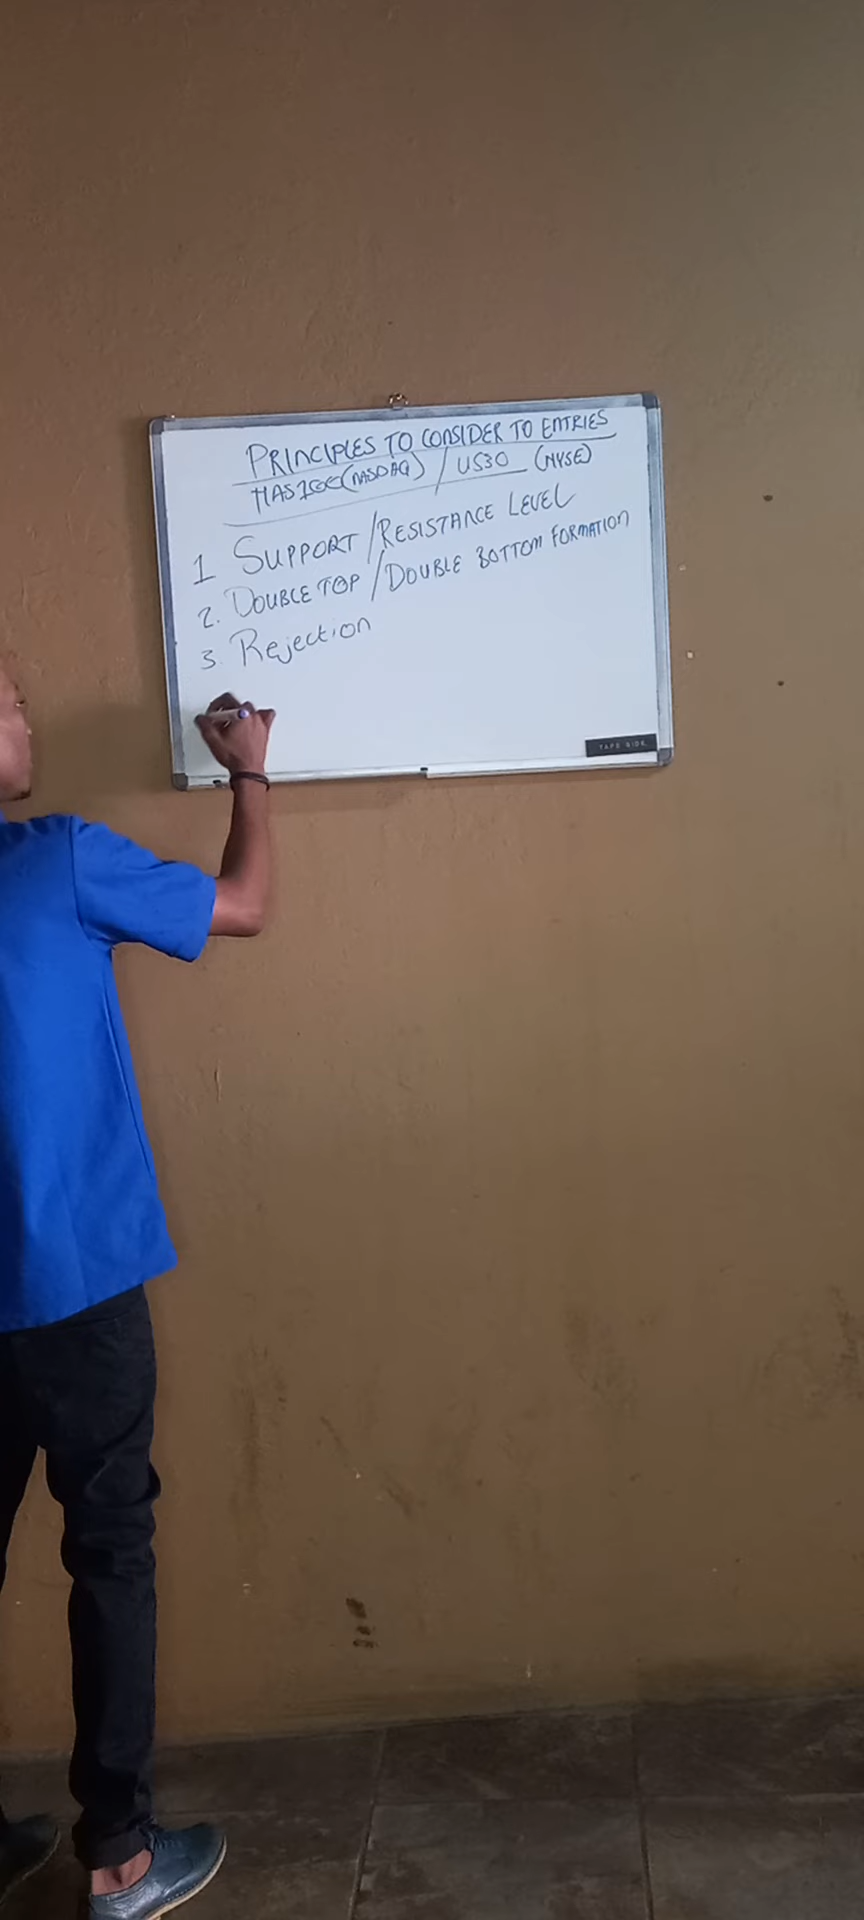 PRINCIPLES TO CONSIDER TO ENTRIES
NAS100(NASDAQ) / US30 (NYSE)
1 SUPPORT/RESISTANCE LEVEL
2. DOUBLE TOP/DOUBLE BOTTOM FORMATION
3. Rejection